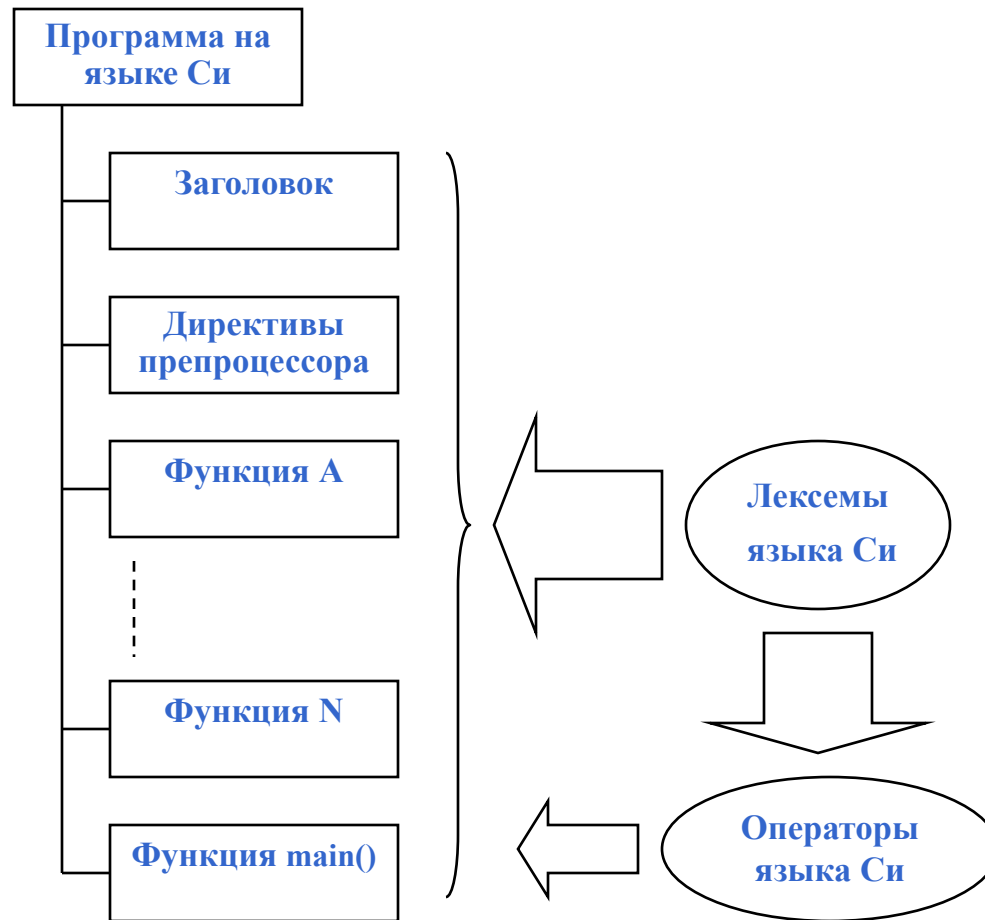 Программа на
языке Си
Заголовок
Директивы
препроцессора
Функция A
Лексемы
языка Си
Функция N
Функция main()
Операторы
языка Си